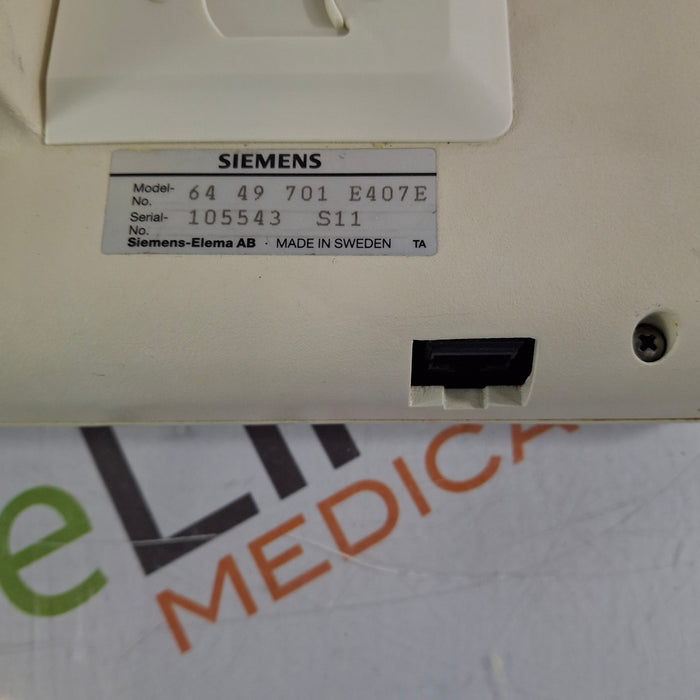 SIEMENS
Model-No. 64 49 701 E407E
Serial-No. 105543 S11
Siemens-Elema AB · MADE IN SWEDEN TA
MEDICA